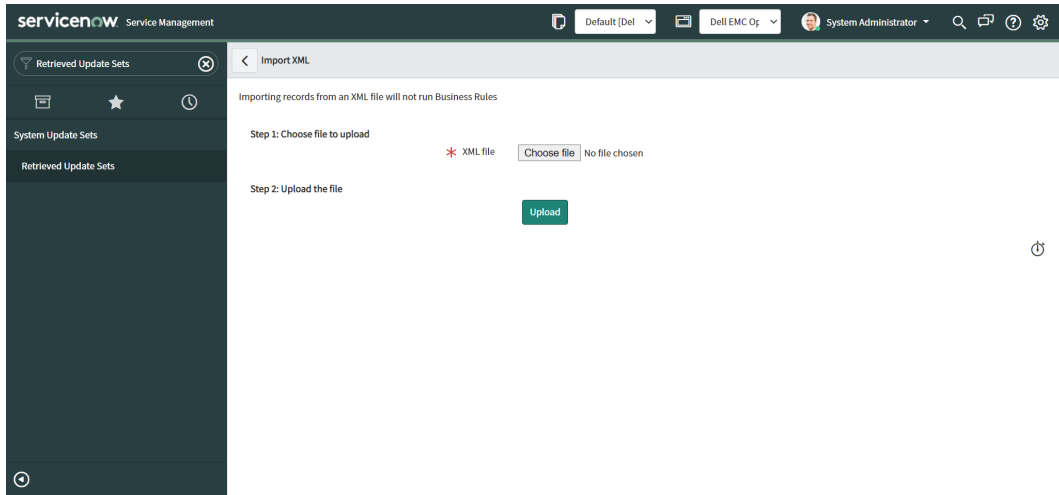 servicenow Service Management
Default [Del
Dell EMC Op
System Administrator
Retrieved Update Sets
Import XML
Importing records from an XML file will not run Business Rules
System Update Sets
Step 1: Choose file to upload
XML file Choose file No file chosen
Retrieved Update Sets
Step 2: Upload the file
Upload